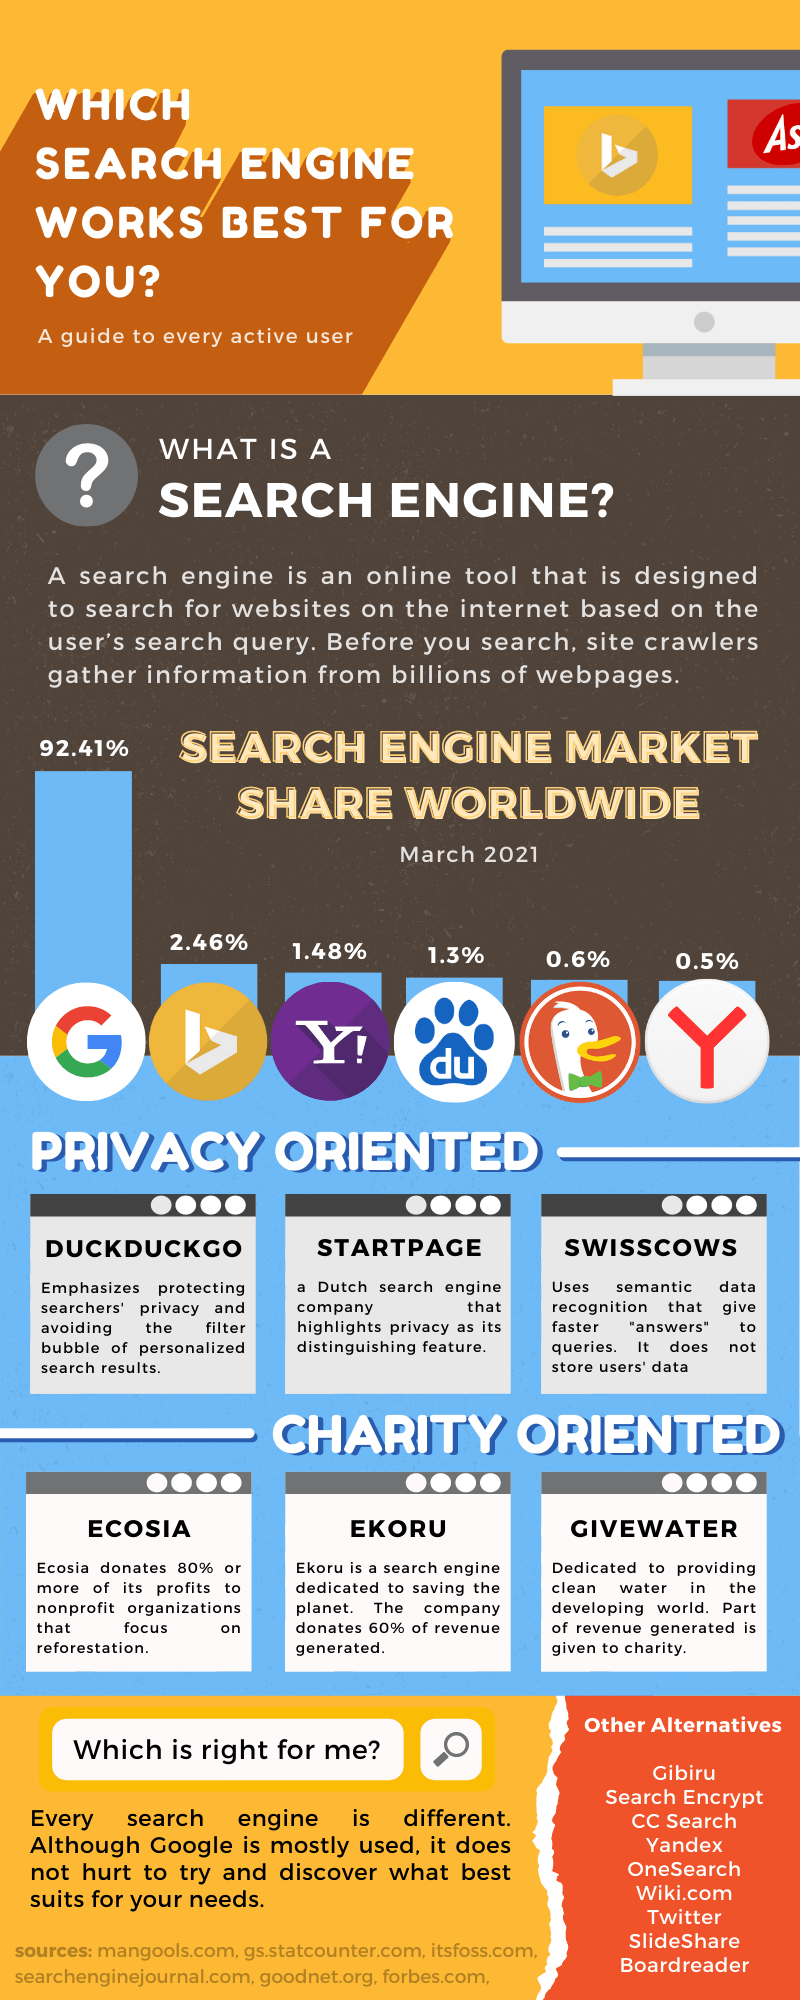 WHICH
SEARCH ENGINE
WORKS BEST FOR
YOU?
A guide to every active user
As
?
WHAT IS A
SEARCH ENGINE?
A search engine is an online tool that is designed
to search for websites on the internet based on the
user's search query. Before you search, site crawlers
gather information from billions of webpages.
SEARCH ENGINE MARKET
SHARE WORLDWIDE
March 2021
92.41%
2.46%
1.48%
1.3%
0.6%
0.5%
G
Y!
du
Y
PRIVACY ORIENTED
DUCKDUCKGO
Emphasizes protecting
searchers' privacy and
avoiding the filter
bubble of personalized
search results.
STARTPAGE
a Dutch search engine
company that
highlights privacy as its
distinguishing feature.
SWISSCOWS
Uses semantic data
recognition that give
faster "answers" to
queries. It does not
store users' data
CHARITY ORIENTED
ECOSIA
Ecosia donates 80% or
more of its profits to
nonprofit organizations
that focus on
reforestation.
EKORU
Ekoru is a search engine
dedicated to saving the
planet. The company
donates 60% of revenue
generated.
GIVEWATER
Dedicated to providing
clean water in the
developing world. Part
of revenue generated is
given to charity.
Which is right for me?
Every search engine is different.
Although Google is mostly used, it does
not hurt to try and discover what best
suits for your needs.
sources: mangools.com, gs.statcounter.com, itsfoss.com,
searchenginejournal.com, goodnet.org, forbes.com,
Other Alternatives
Gibiru
Search Encrypt
CC Search
Yandex
OneSearch
Wiki.com
Twitter
SlideShare
Boardreader